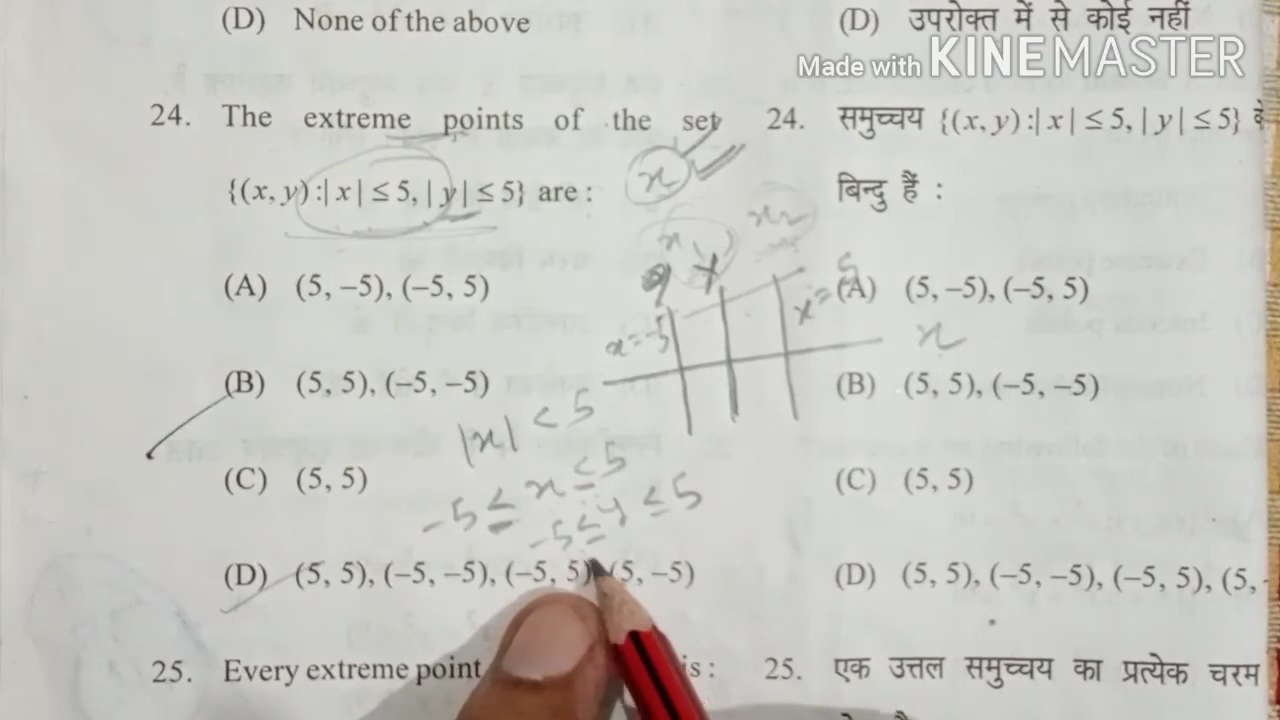 (D) None of the above
24. The extreme points of the set
{(x, y) :| x | ≤ 5, | y | ≤ 5} are :
(A) (5, –5), (–5, 5)
(B) (5, 5), (–5, –5)
(C) (5, 5)
(D) (5, 5), (–5, –5), (–5, 5), (5, –5)
25. Every extreme point
is :
x
x
y
x = -5
x = 5
x
|x| < 5
-5 ≤ x ≤ 5
-5 ≤ y ≤ 5
(D) उपरोक्त में से कोई नहीं
Made with KINEMASTER
24. समुच्चय {(x, y) :| x | ≤ 5, | y | ≤ 5}
बिन्दु हैं :
(A) (5, –5), (–5, 5)
(B) (5, 5), (–5, –5)
(C) (5, 5)
(D) (5, 5), (–5, –5), (–5, 5), (5,
25. एक उत्तल समुच्चय का प्रत्येक चरम